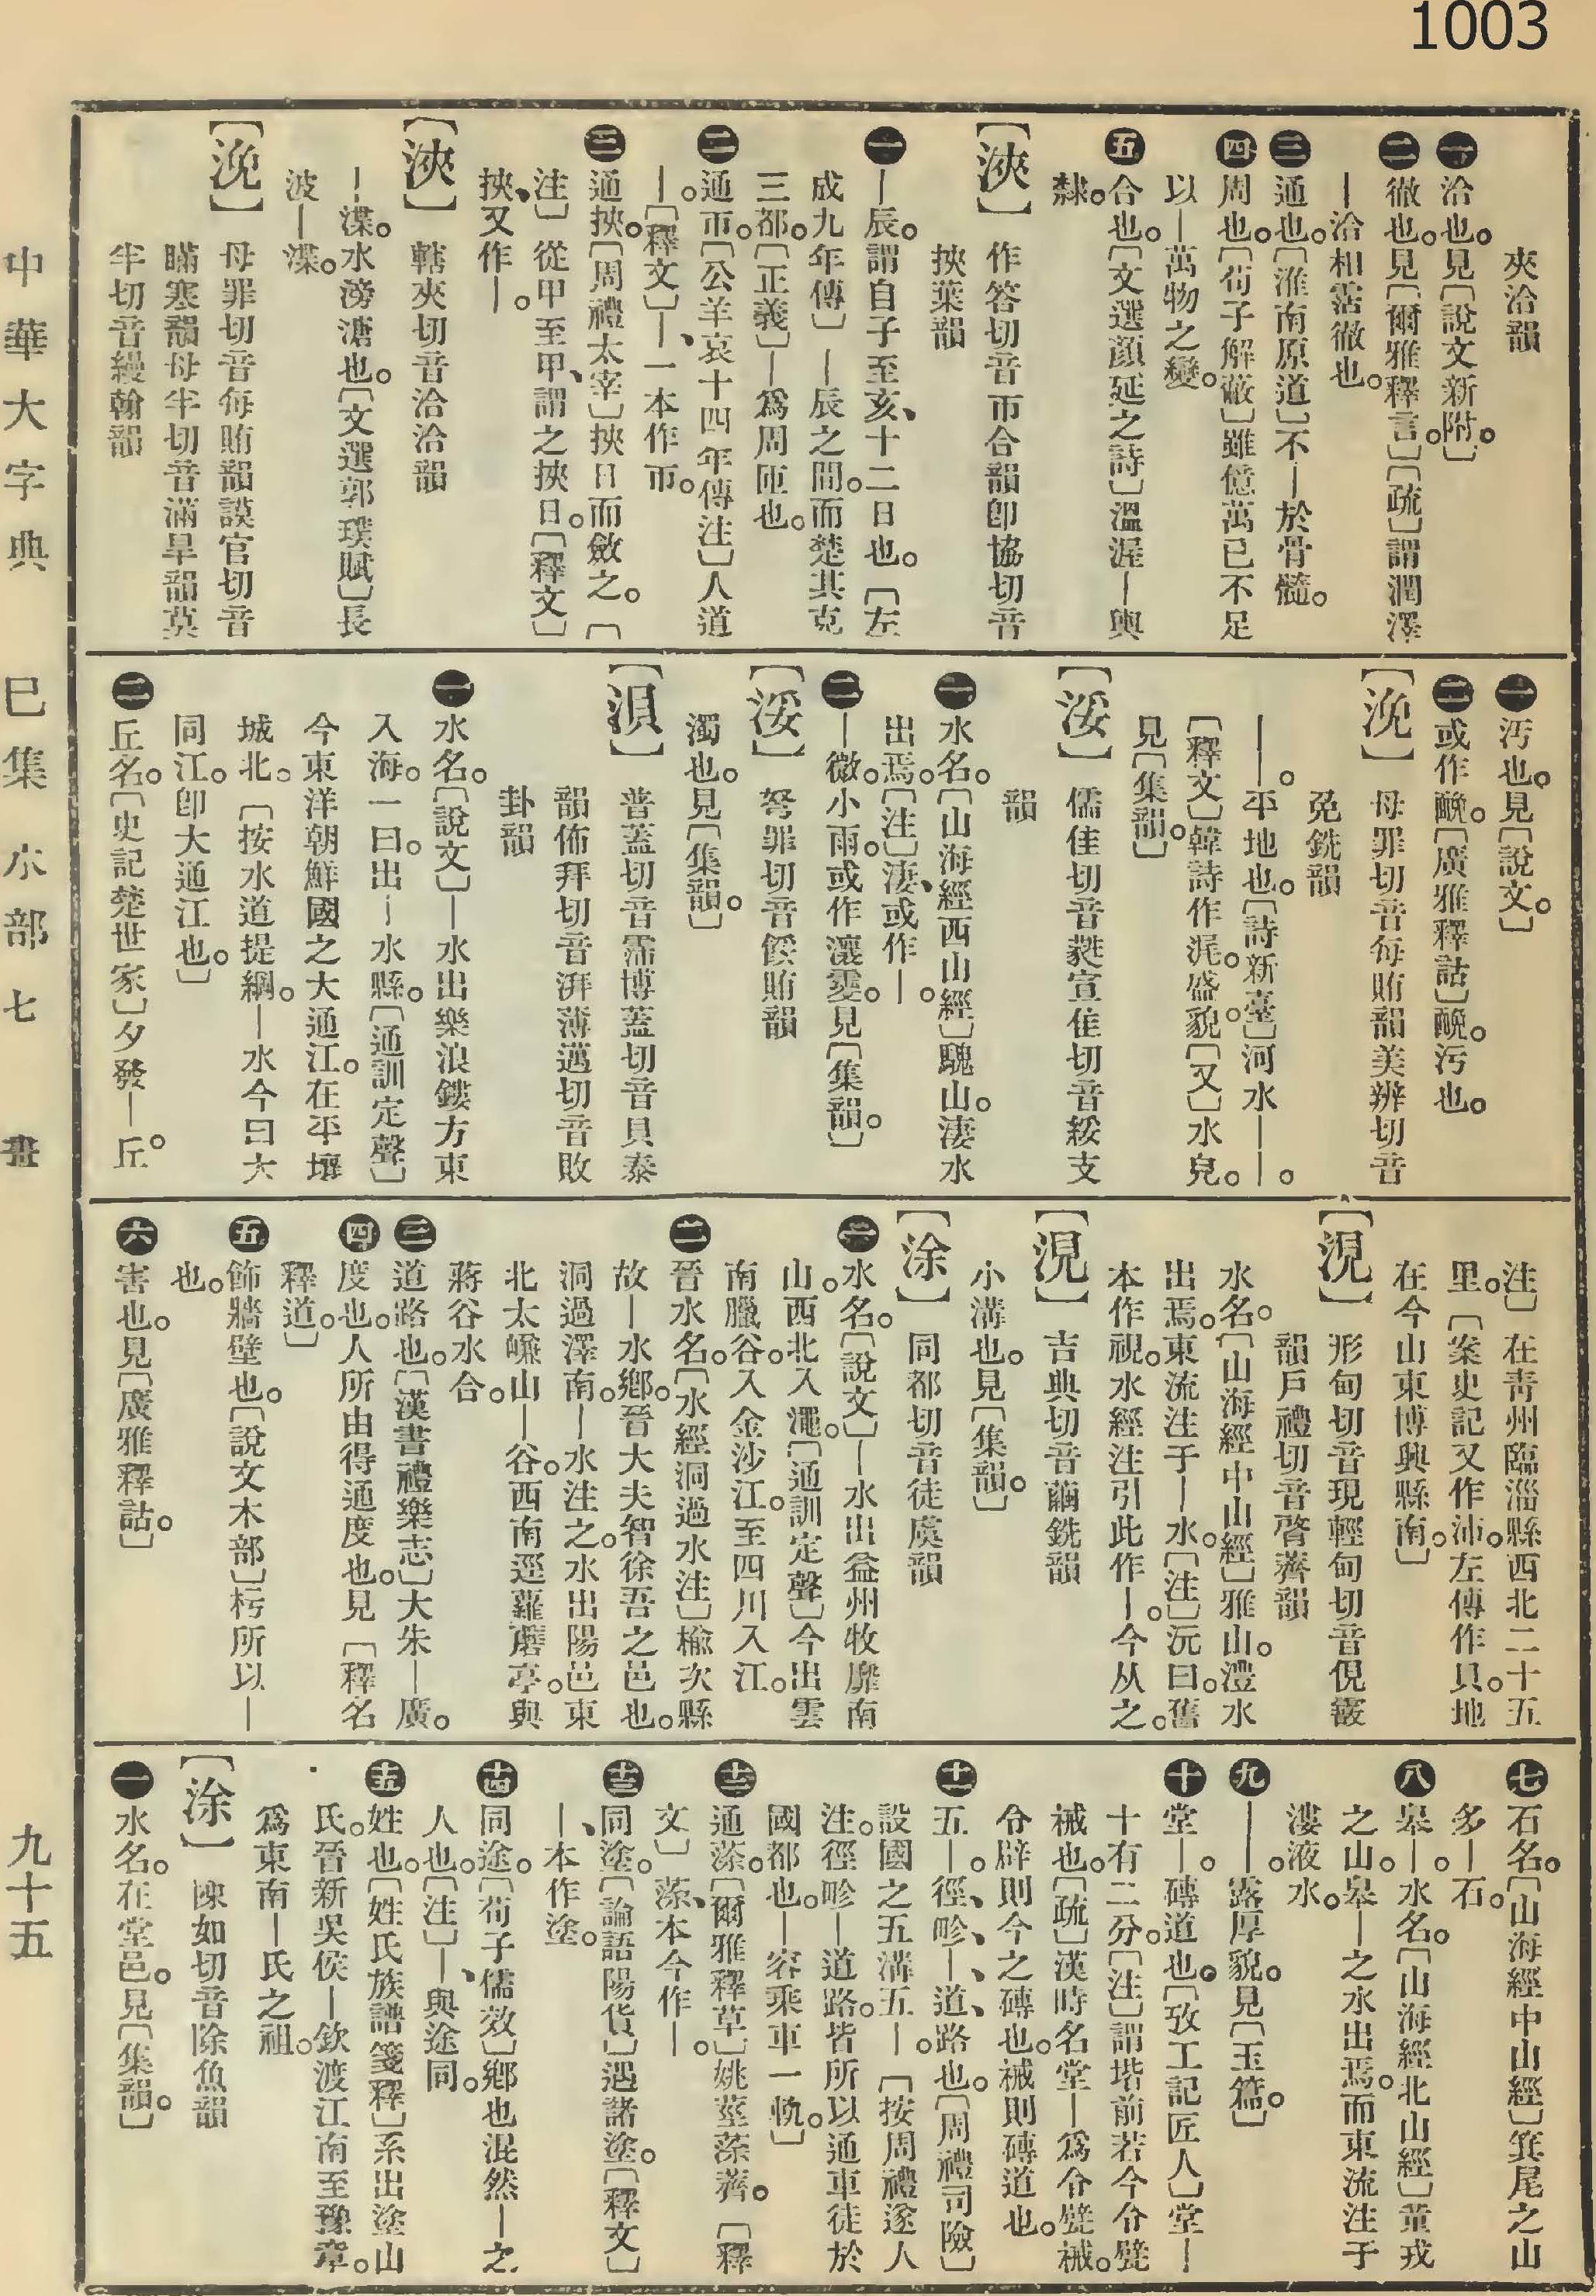 1003
夾洽韻
㊀洽也。見〔說文新附。〕
㊁徹也。見〔爾雅釋言。〕〔疏〕謂潤澤
—洽相霑徹也。
㊂通也。〔淮南原道〕不—於骨髓。
㊃周也。〔荀子解蔽〕雖億萬已不足
以—萬物之變。
㊄合也。〔文選顏延之詩〕溫渥—輿
隸。
〔浹〕作答切音帀合韻卽協切音
挾葉韻
㊀—辰。謂自子至亥、十二日也。〔左
成九年傳〕—辰之間。而楚其克
三都。〔正義〕—爲周匝也。
㊁通帀。〔公羊哀十四年傳注〕人道
—。〔釋文〕—、一本作帀。
㊂通挾。〔周禮太宰〕挾日而斂之。〔
注〕從甲至甲、謂之挾日。〔釋文〕
挾、又作—。
〔浹〕轄夾切音洽洽韻
—渫。水滂溏也。〔文選郭璞賦〕長
波—渫。
〔浼〕母罪切音每賄韻謨官切音
瞞寒韻母半切音滿旱韻莫
半切音縵翰韻
㊀汚也。見〔說文。〕
㊁或作䤄。〔廣雅釋詁〕䤄。污也。
〔浼〕母罪切音每賄韻美辨切音
免銑韻
——。平地也。〔詩新臺〕河水——。
〔釋文〕韓詩作浘。盛貌。〔又〕水皃。
見〔集韻。〕
〔浽〕儒佳切音蕤宣隹切音綏支
韻
㊀水名。〔山海經西山經〕騩山。淒水
出焉。〔注〕淒、或作—。
㊁—微。小雨。或作瀼霎。見〔集韻。〕
〔浽〕弩罪切音餒賄韻
濁也。見〔集韻。〕
〔浿〕普蓋切音霈博蓋切音貝泰
韻佈拜切音湃薄邁切音敗
卦韻
㊀水名。〔說文〕—水出樂浪鏤方東
入海。一曰。出—水縣。〔通訓定聲〕
今東洋朝鮮國之大通江。在平壤
城北。〔按水道提綱。—水今曰大
同江。卽大通江也。〕
㊁丘名。〔史記楚世家〕夕發—丘。
注〕在靑州臨淄縣西北二十五
里。〔案史記又作沛。左傳作貝。地
在今山東博興縣南。〕
〔涀〕形甸切音現輕甸切音俔霰
韻戶禮切音謦薺韻
水名。〔山海經中山經〕雅山。澧水
出焉。東流注于—水。〔注〕沅曰。舊
本作視。水經注引此作—。今从之。
〔涀〕吉典切音繭銑韻
小溝也。見〔集韻。〕
〔涂〕同都切音徒虞韻
㊀水名。〔說文〕—水出益州牧靡南
山。西北入澠。〔通訓定聲〕今出雲
南臘谷。入金沙江。至四川入江。
㊁晉水名。〔水經洞過水注〕楡次縣
故—水鄕。晉大夫智徐吾之邑也。
洞過澤南。—水注之。水出陽邑東
北太嵰山—谷。西南逕蘿䕷亭。與
蔣谷水合。
㊂道路也。〔漢書禮樂志〕大朱—廣。
㊃度也。人所由得通度也。見〔釋名
釋道。〕
㊄飾牆壁也。〔說文木部〕杇所以—
也。
㊅害也。見〔廣雅釋詁。〕
㊆石名。〔山海經中山經〕箕尾之山
多—石。
㊇皋—。水名。〔山海經北山經〕童戎
之山。皋—之水出焉。而東流注于
漊液水。
㊈——。露厚貌。見〔玉篇。〕
㊉堂—。磚道也。〔攷工記匠人〕堂—
十有二分。〔注〕謂堦前若今令甓
裓也。〔疏〕漢時名堂—爲令甓裓。
令辟則今之磚也。裓則磚道也。
十一五—。徑、畛、—、道、路也。〔周禮司險〕
設國之五溝五—。〔按周禮遂人
注。徑畛—道路。皆所以通車徒於
國都也。—容乘車一軌。〕
十二通蒤。〔爾雅釋草〕姚莖蒤薺。〔釋
文〕蒤、本今作—。
十三同塗。〔論語陽貨〕遇諸塗。〔釋文〕
—、本作塗。
十四同途。〔荀子儒效〕鄕也混然—之
人也。〔注〕—、與途同。
十五姓也。〔姓氏族譜箋釋〕系出塗山
氏。晉新吳侯—欽渡江南至豫章。
爲東南—氏之祖。
〔涂〕陳如切音除魚韻
㊀水名。在堂邑。見〔集韻。〕
中華大字典　巳集　水部　七畫
九十五